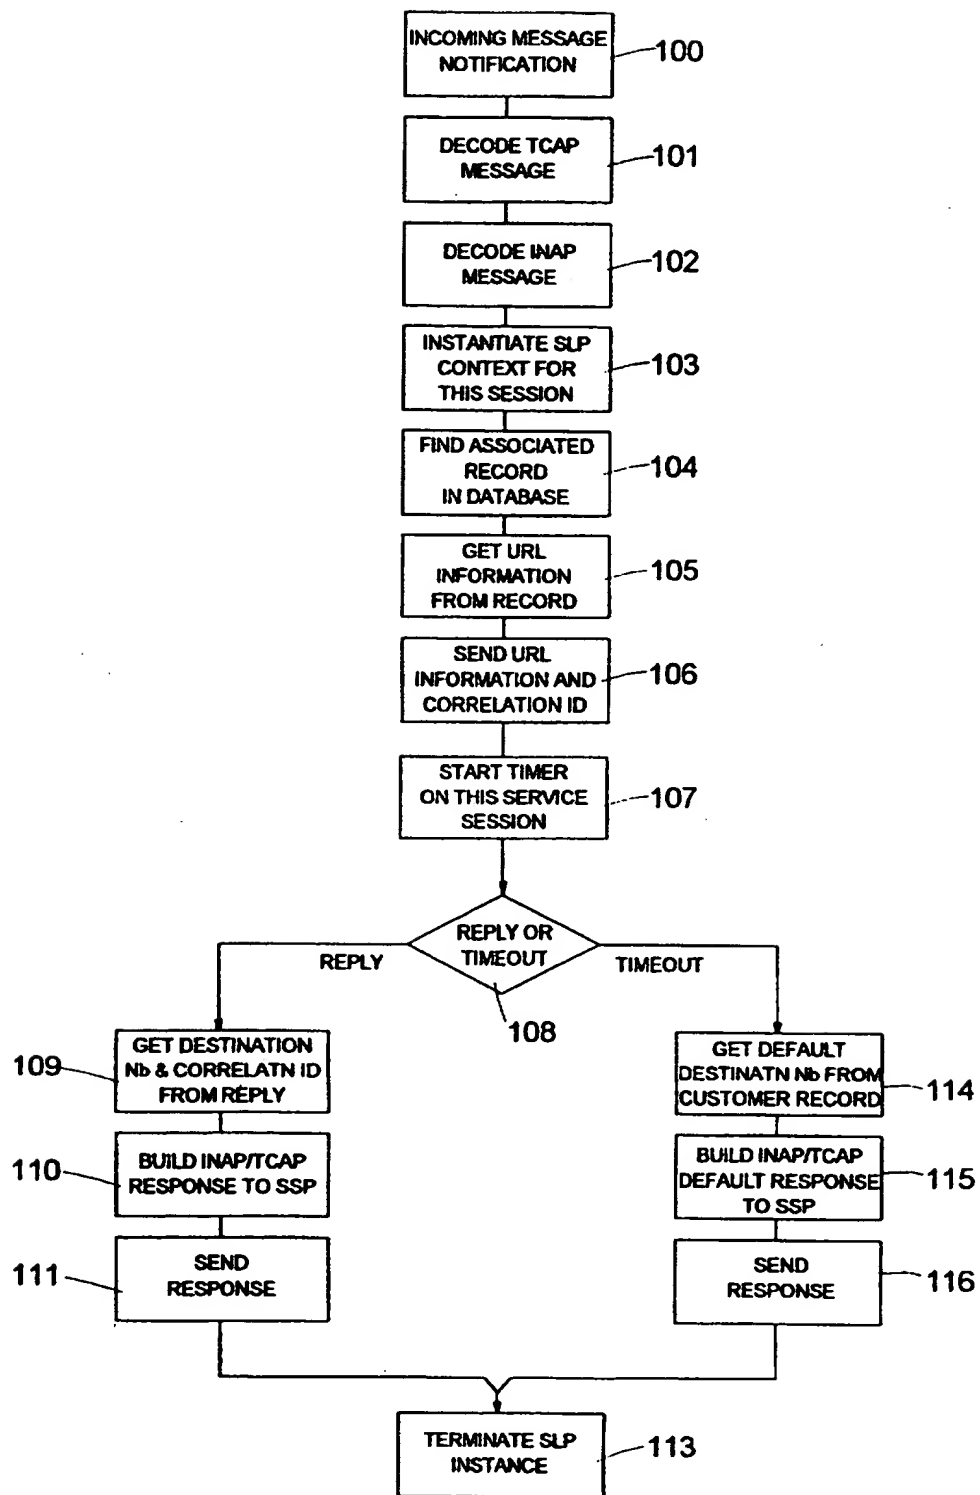 INCOMING MESSAGE
NOTIFICATION
100
DECODE TCAP
MESSAGE
101
DECODE INAP
MESSAGE
102
INSTANTIATE SLP
CONTEXT FOR
THIS SESSION
103
FIND ASSOCIATED
RECORD
IN DATABASE
104
GET URL
INFORMATION
FROM RECORD
105
SEND URL
INFORMATION AND
CORRELATION ID
106
START TIMER
ON THIS SERVICE
SESSION
107
REPLY OR
TIMEOUT
108
REPLY
TIMEOUT
GET DESTINATION
Nb & CORRELATN ID
FROM REPLY
109
BUILD INAP/TCAP
RESPONSE TO SSP
110
SEND
RESPONSE
111
GET DEFAULT
DESTINATN Nb FROM
CUSTOMER RECORD
114
BUILD INAP/TCAP
DEFAULT RESPONSE
TO SSP
115
SEND
RESPONSE
116
TERMINATE SLP
INSTANCE
113